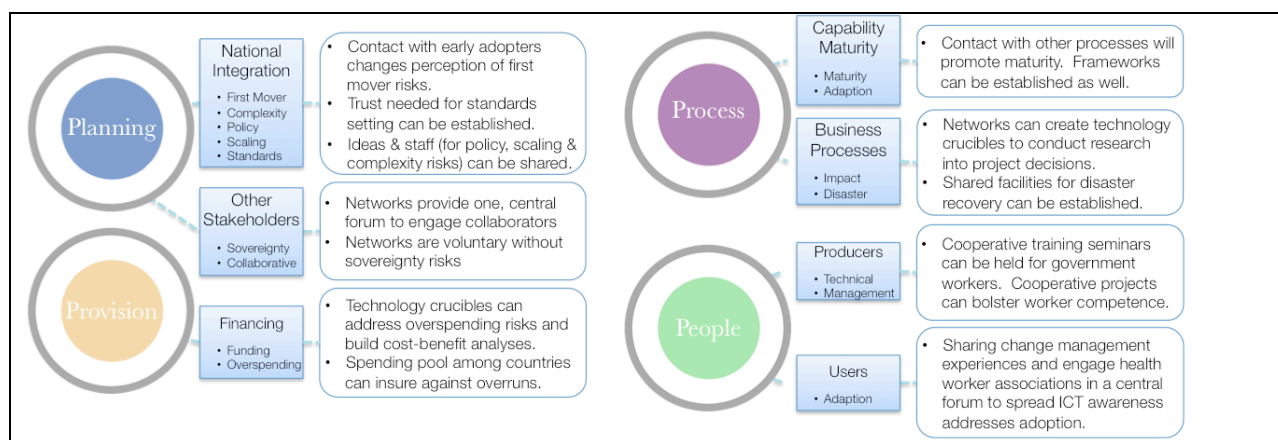 Planning
National
Integration
• First Mover
• Complexity
• Policy
• Scaling
• Standards
• Contact with early adopters
changes perception of first
mover risks.
• Trust needed for standards
setting can be established.
• Ideas & staff (for policy, scaling &
complexity risks) can be shared.
Other
Stakeholders
• Sovereignty
• Collaborative
• Networks provide one, central
forum to engage collaborators
• Networks are voluntary without
sovereignty risks
Provision
Financing
• Funding
• Overspending
• Technology crucibles can
address overspending risks and
build cost-benefit analyses.
• Spending pool among countries
can insure against overruns.
Process
Capability
Maturity
• Maturity
• Adaption
• Contact with other processes will
promote maturity. Frameworks
can be established as well.
Business
Processes
• Impact
• Disaster
• Networks can create technology
crucibles to conduct research
into project decisions.
• Shared facilities for disaster
recovery can be established.
People
Producers
• Technical
• Management
• Cooperative training seminars
can be held for government
workers. Cooperative projects
can bolster worker competence.
Users
• Adaption
• Sharing change management
experiences and engage health
worker associations in a central
forum to spread ICT awareness
addresses adoption.